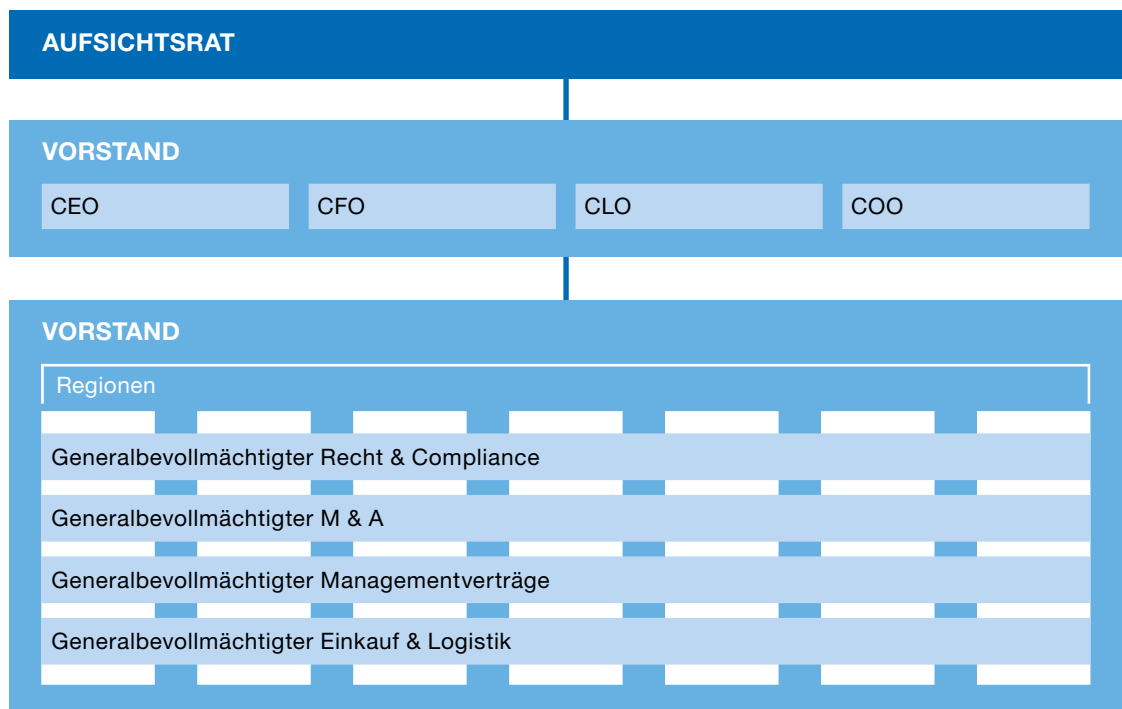 AUFSICHTSRAT
VORSTAND
CEO
CFO
CLO
COO
VORSTAND
Regionen
Generalbevollmächtigter Recht & Compliance
Generalbevollmächtigter M & A
Generalbevollmächtigter Managementverträge
Generalbevollmächtigter Einkauf & Logistik